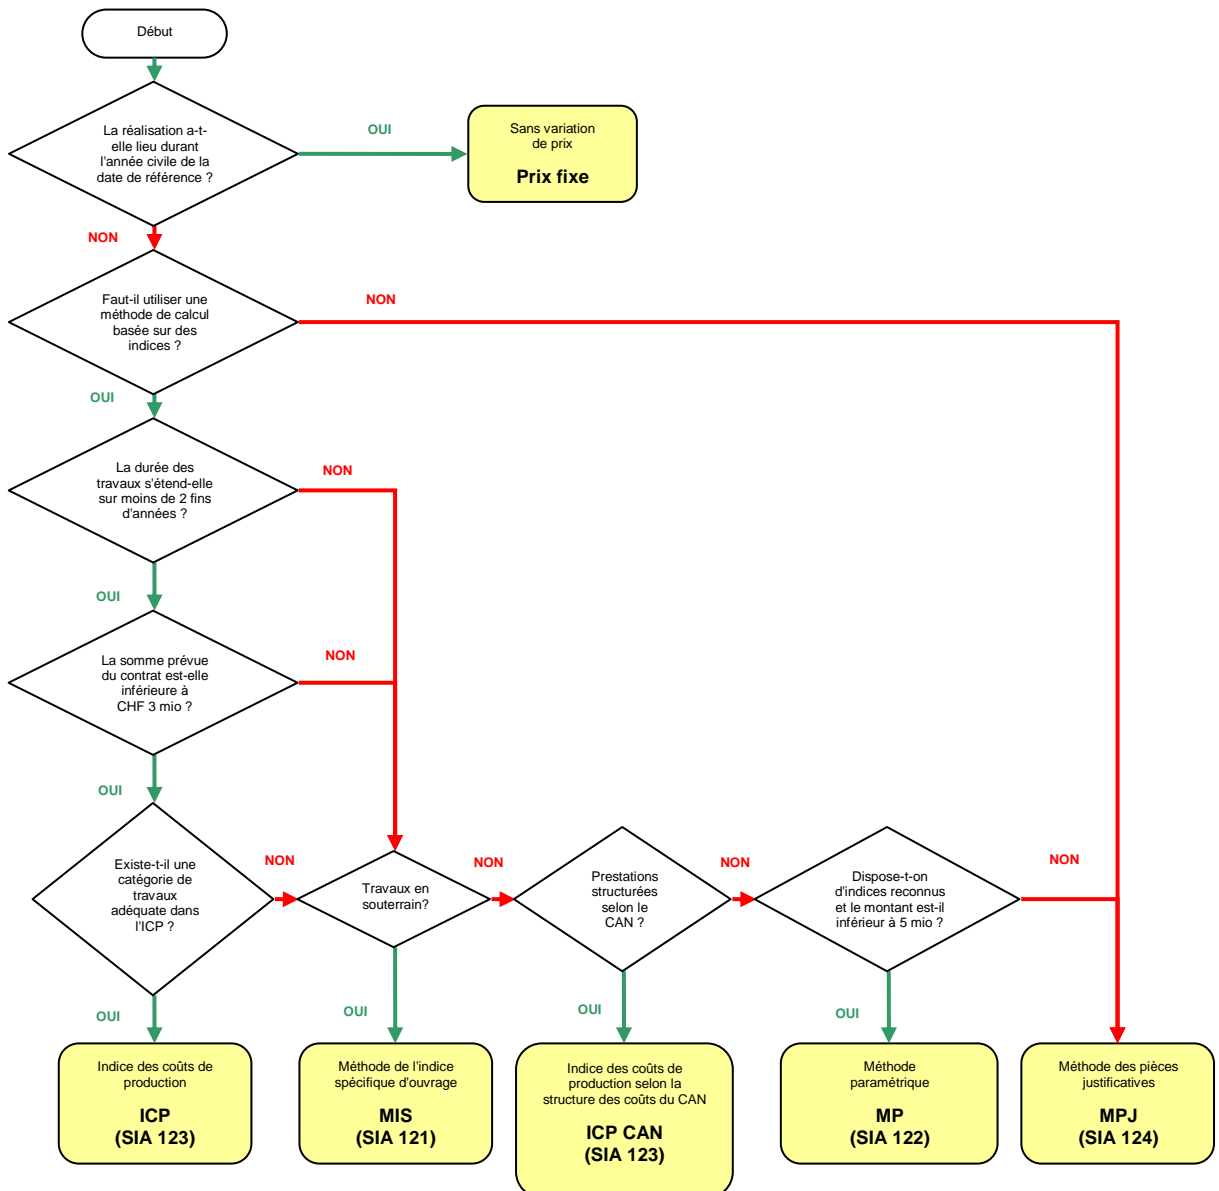 Début
La réalisation a-t-
elle lieu durant
l'année civile de la
date de référence ?
OUI
Sans variation
de prix
Prix fixe
NON
Faut-il utiliser une
méthode de calcul
basée sur des
indices ?
NON
OUI
La durée des
travaux s'étend-elle
sur moins de 2 fins
d'années ?
NON
OUI
La somme prévue
du contrat est-elle
inférieure à
CHF 3 mio ?
NON
OUI
Existe-t-il une
catégorie de
travaux
adéquate dans
l'ICP ?
NON
Travaux en
souterrain?
NON
Prestations
structurées
selon le
CAN ?
NON
Dispose-t-on
d'indices reconnus
et le montant est-il
inférieur à 5 mio ?
NON
OUI
OUI
OUI
OUI
Indice des coûts de
production
ICP
(SIA 123)
Méthode de l'indice
spécifique d'ouvrage
MIS
(SIA 121)
Indice des coûts de
production selon la
structure des coûts du CAN
ICP CAN
(SIA 123)
Méthode
paramétrique
MP
(SIA 122)
Méthode des pièces
justificatives
MPJ
(SIA 124)